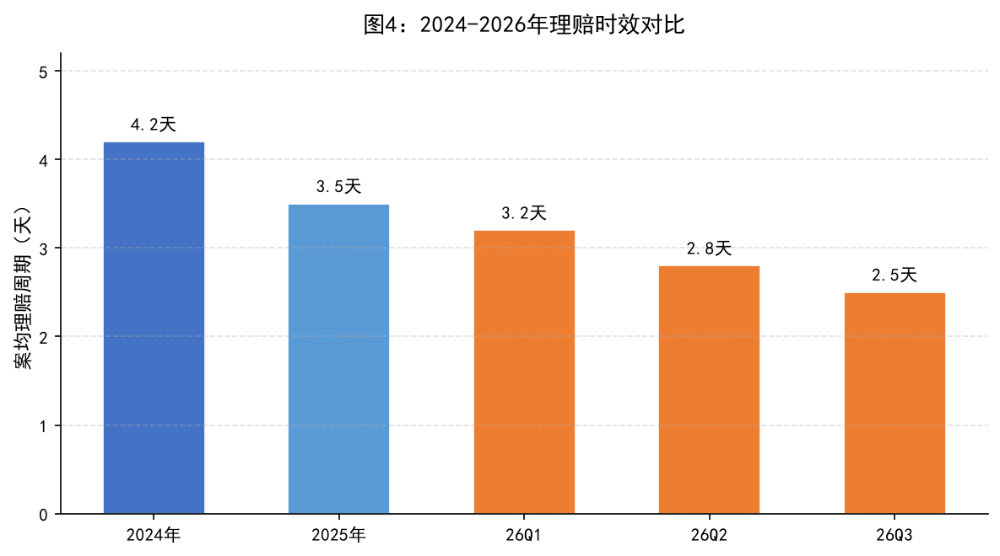 图4：2024-2026年理赔时效对比
案均理赔周期（天）
5
4
3
2
1
0
4.2天
3.5天
3.2天
2.8天
2.5天
2024年
2025年
26Q1
26Q2
26Q3